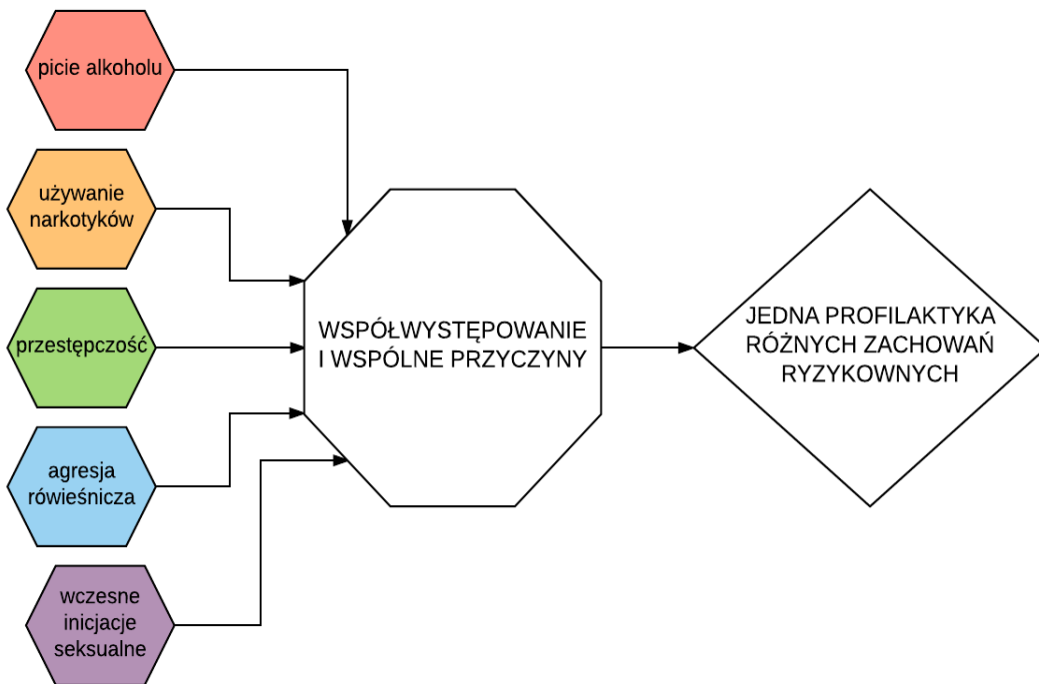 picie alkoholu
używanie
narkotyków
przestępczość
agresja
rówieśnicza
wczesne
inicjacje
seksualne
WSPÓŁWYSTĘPOWANIE
I WSPÓLNE PRZYCZYNY
JEDNA PROFILAKTYKA
RÓŻNYCH ZACHOWAŃ
RYZYKOWNYCH